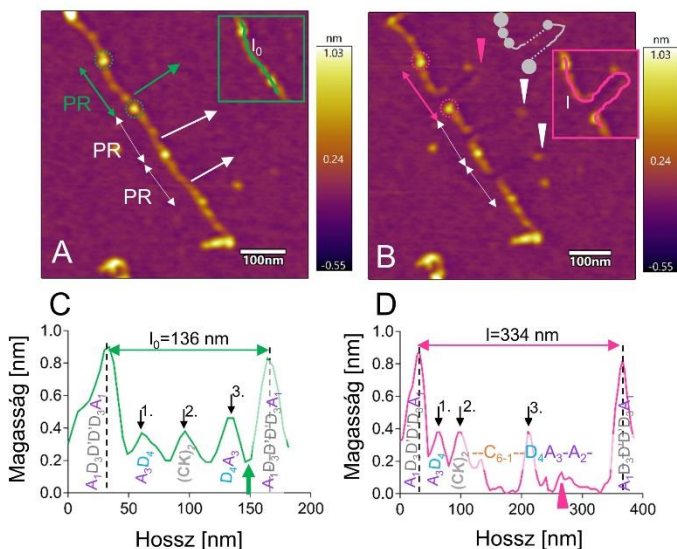 nm
1.03
0.24
-0.55
l₀
PR
PR
PR
A
100nm
nm
1.03
0.24
-0.55
l
B
100nm
C
Magasság [nm]
1.0
0.8
0.6
0.4
0.2
0.0
l₀=136 nm
1.
2.
3.
A₁D₃D'D'D₃A₁
A₃D₄
(CK)₂
D₄A₃
A₁D₃D'D'D₃A₁
0
50
100
150
200
Hossz [nm]
D
Magasság [nm]
1.0
0.8
0.6
0.4
0.2
0.0
l=334 nm
1.
2.
3.
A₁D₃D'D'D₃A₁
A₃D₄
(CK)₂
--C₆₋₁--D₄A₃-A₂-
A₁D₃D'D'D₃A₁
0
100
200
300
400
Hossz [nm]